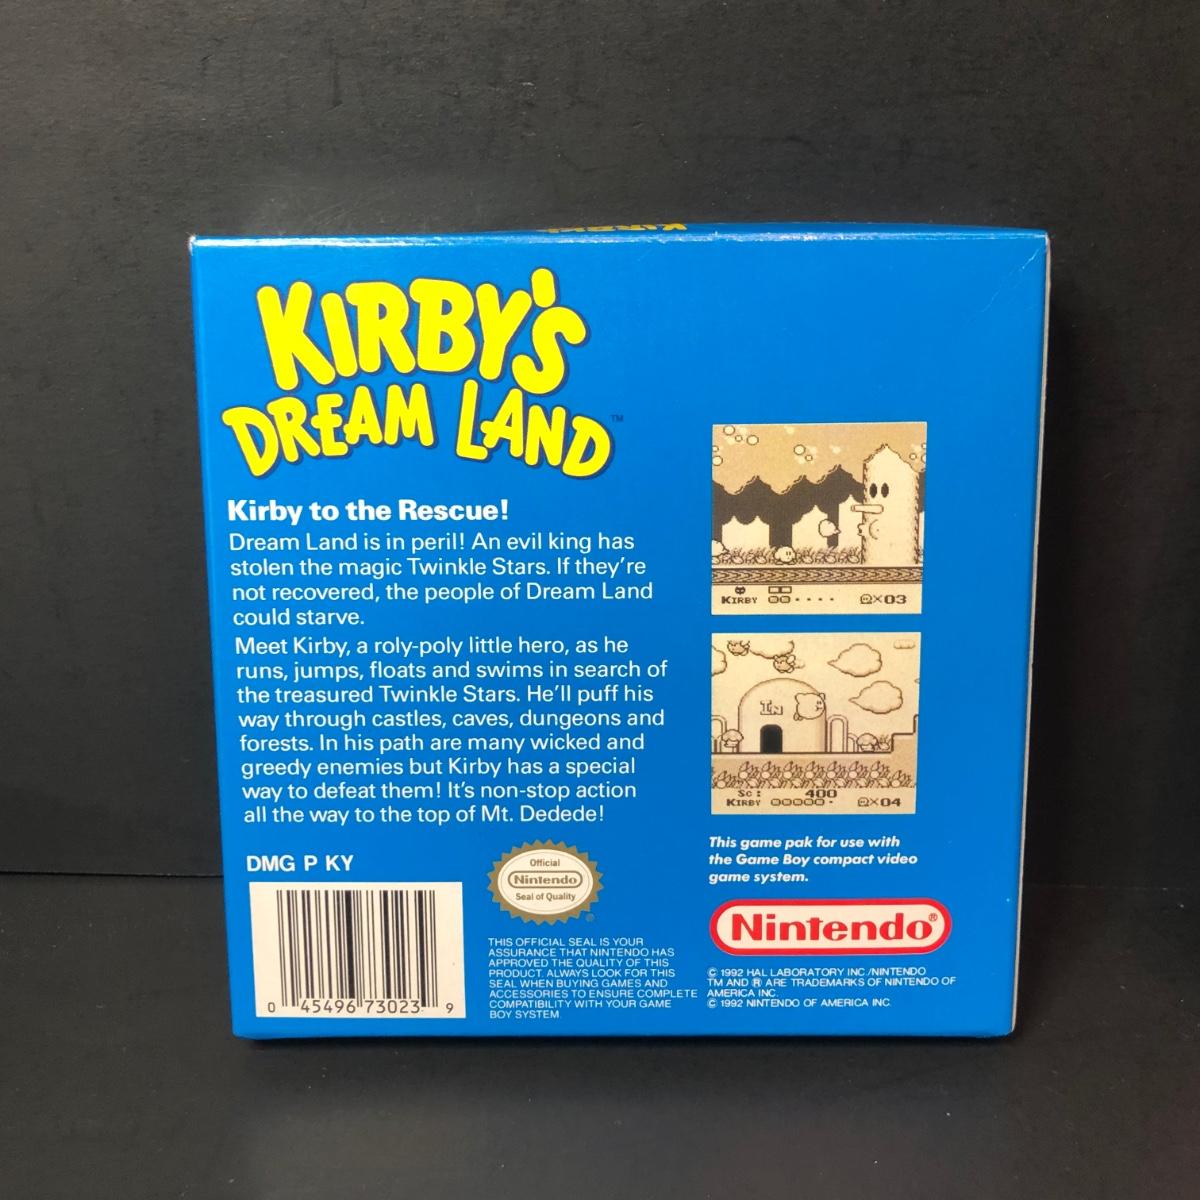 KIRBY'S
KIRBY'S
DREAM LAND™
Kirby to the Rescue!
Dream Land is in peril! An evil king has
stolen the magic Twinkle Stars. If they're
not recovered, the people of Dream Land
could starve.
Meet Kirby, a roly-poly little hero, as he
runs, jumps, floats and swims in search of
the treasured Twinkle Stars. He'll puff his
way through castles, caves, dungeons and
forests. In his path are many wicked and
greedy enemies but Kirby has a special
way to defeat them! It's non-stop action
all the way to the top of Mt. Dedede!
KIRBY ×03
IN
Sc: 400
KIRBY ×04
DMG P KY
0 45496 73023 9
Official
Nintendo
Seal of Quality
®
THIS OFFICIAL SEAL IS YOUR
ASSURANCE THAT NINTENDO HAS
APPROVED THE QUALITY OF THIS
PRODUCT. ALWAYS LOOK FOR THIS
SEAL WHEN BUYING GAMES AND
ACCESSORIES TO ENSURE COMPLETE
COMPATIBILITY WITH YOUR GAME
BOY SYSTEM.
This game pak for use with
the Game Boy compact video
game system.
Nintendo®
© 1992 HAL LABORATORY INC./NINTENDO
TM AND ® ARE TRADEMARKS OF NINTENDO OF
AMERICA INC.
© 1992 NINTENDO OF AMERICA INC.